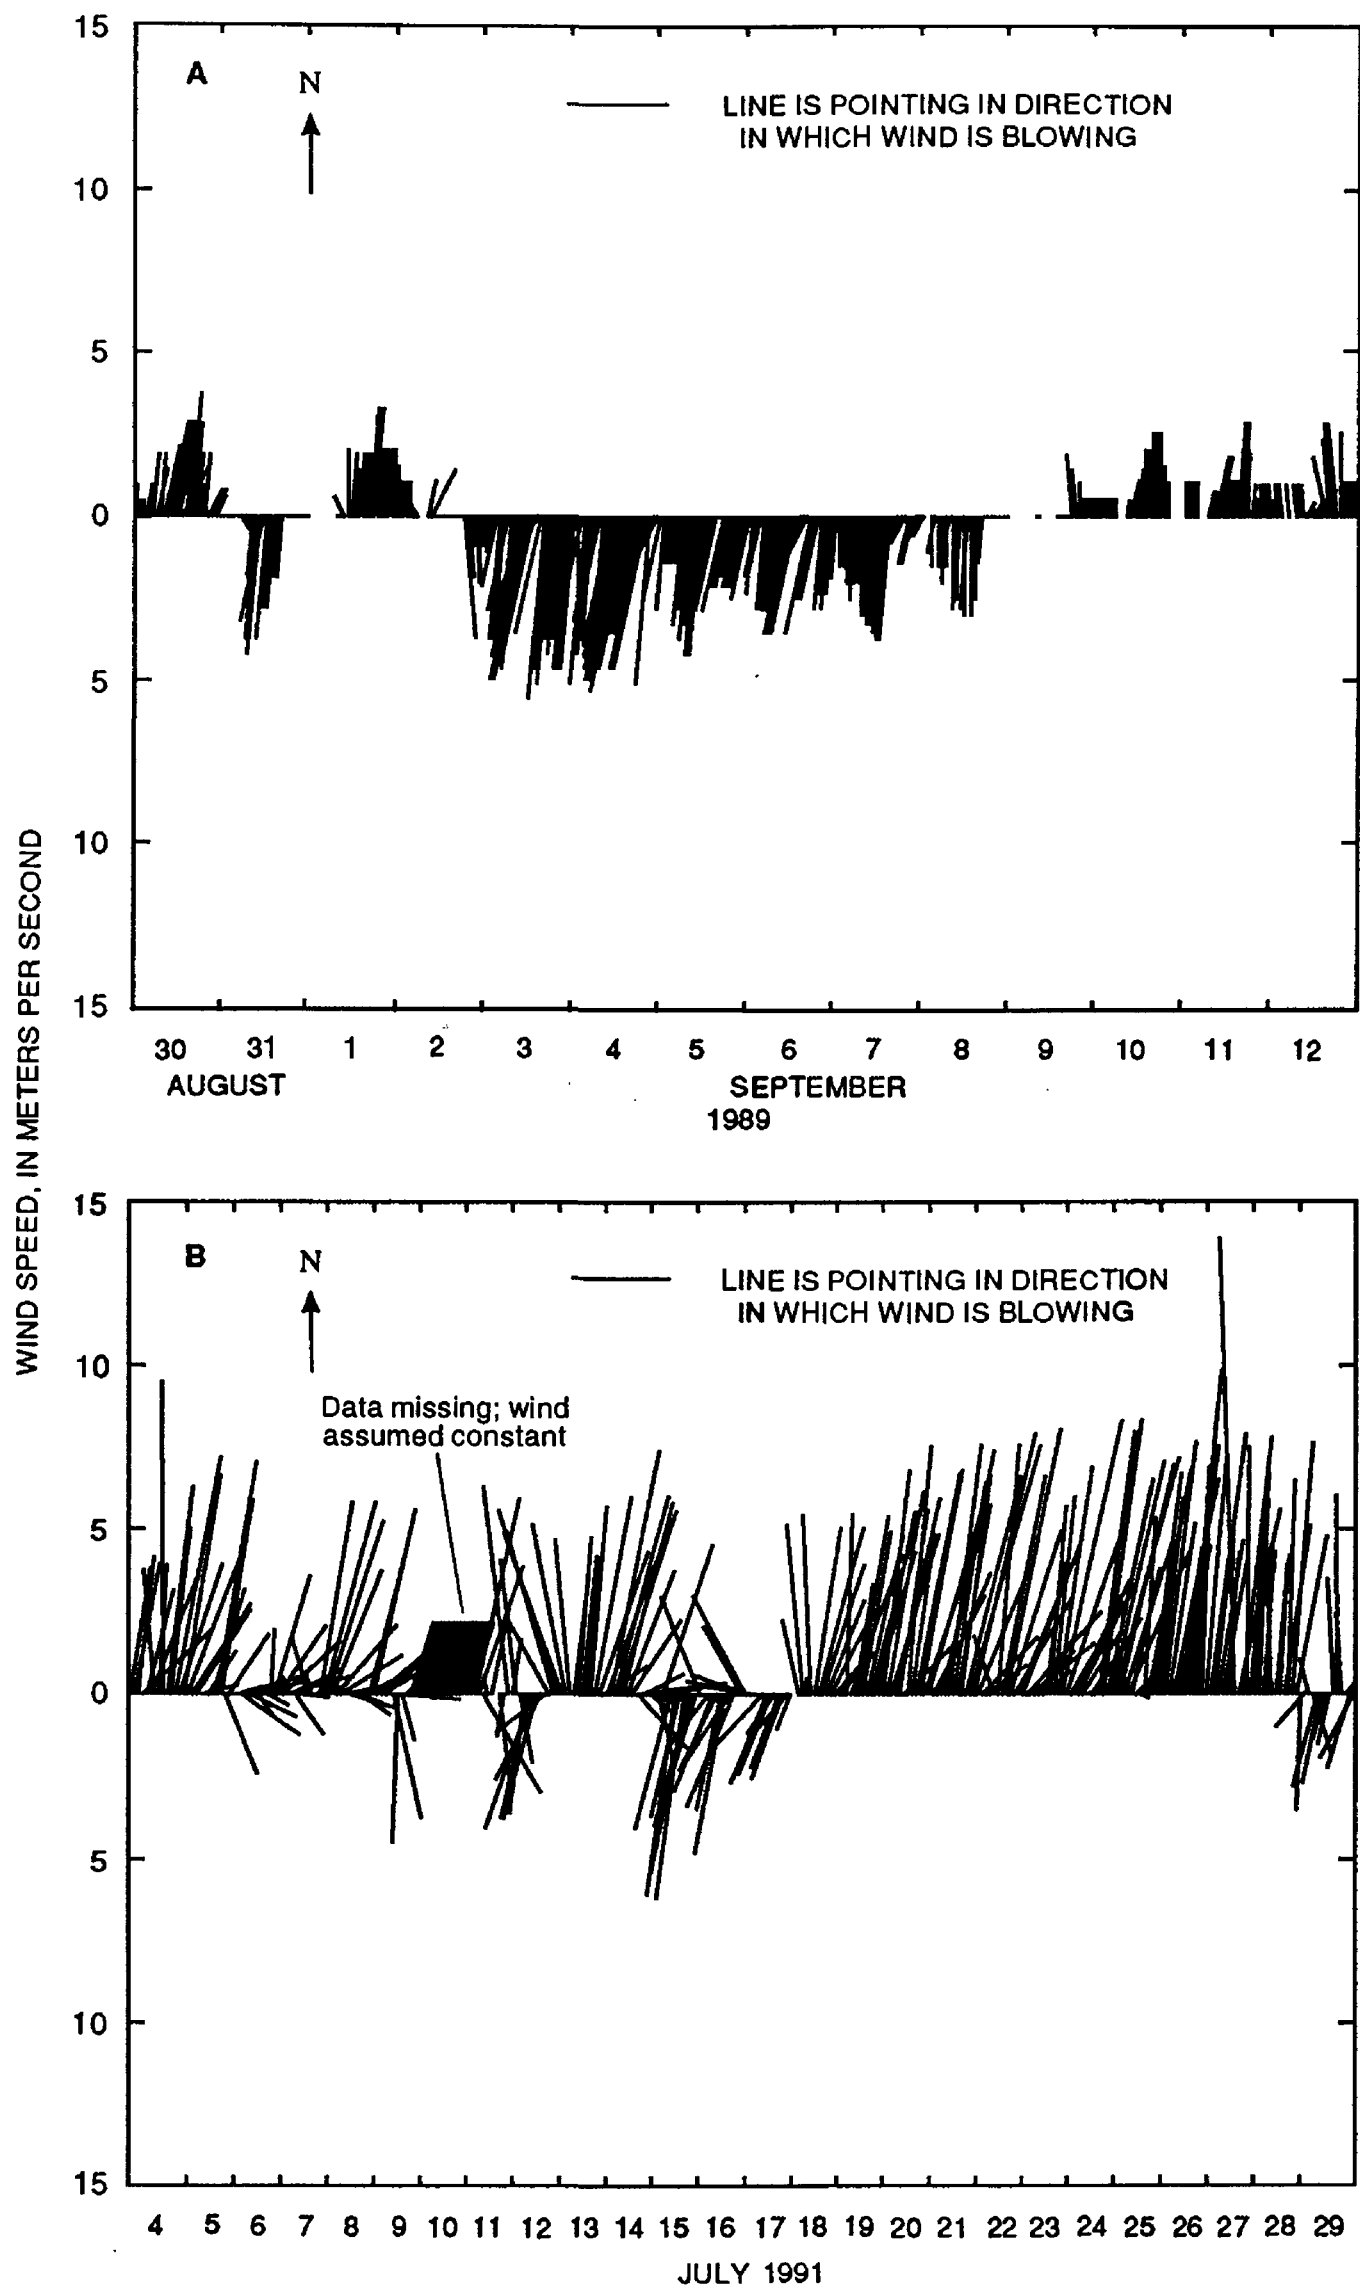 WIND SPEED, IN METERS PER SECOND
15
A
N
LINE IS POINTING IN DIRECTION
IN WHICH WIND IS BLOWING
10
5
0
5
10
15
30 31 1 2 3 4 5 6 7 8 9 10 11 12
AUGUST SEPTEMBER
1989
15
B
N
LINE IS POINTING IN DIRECTION
IN WHICH WIND IS BLOWING
10
Data missing; wind
assumed constant
5
0
5
10
15
4 5 6 7 8 9 10 11 12 13 14 15 16 17 18 19 20 21 22 23 24 25 26 27 28 29
JULY 1991